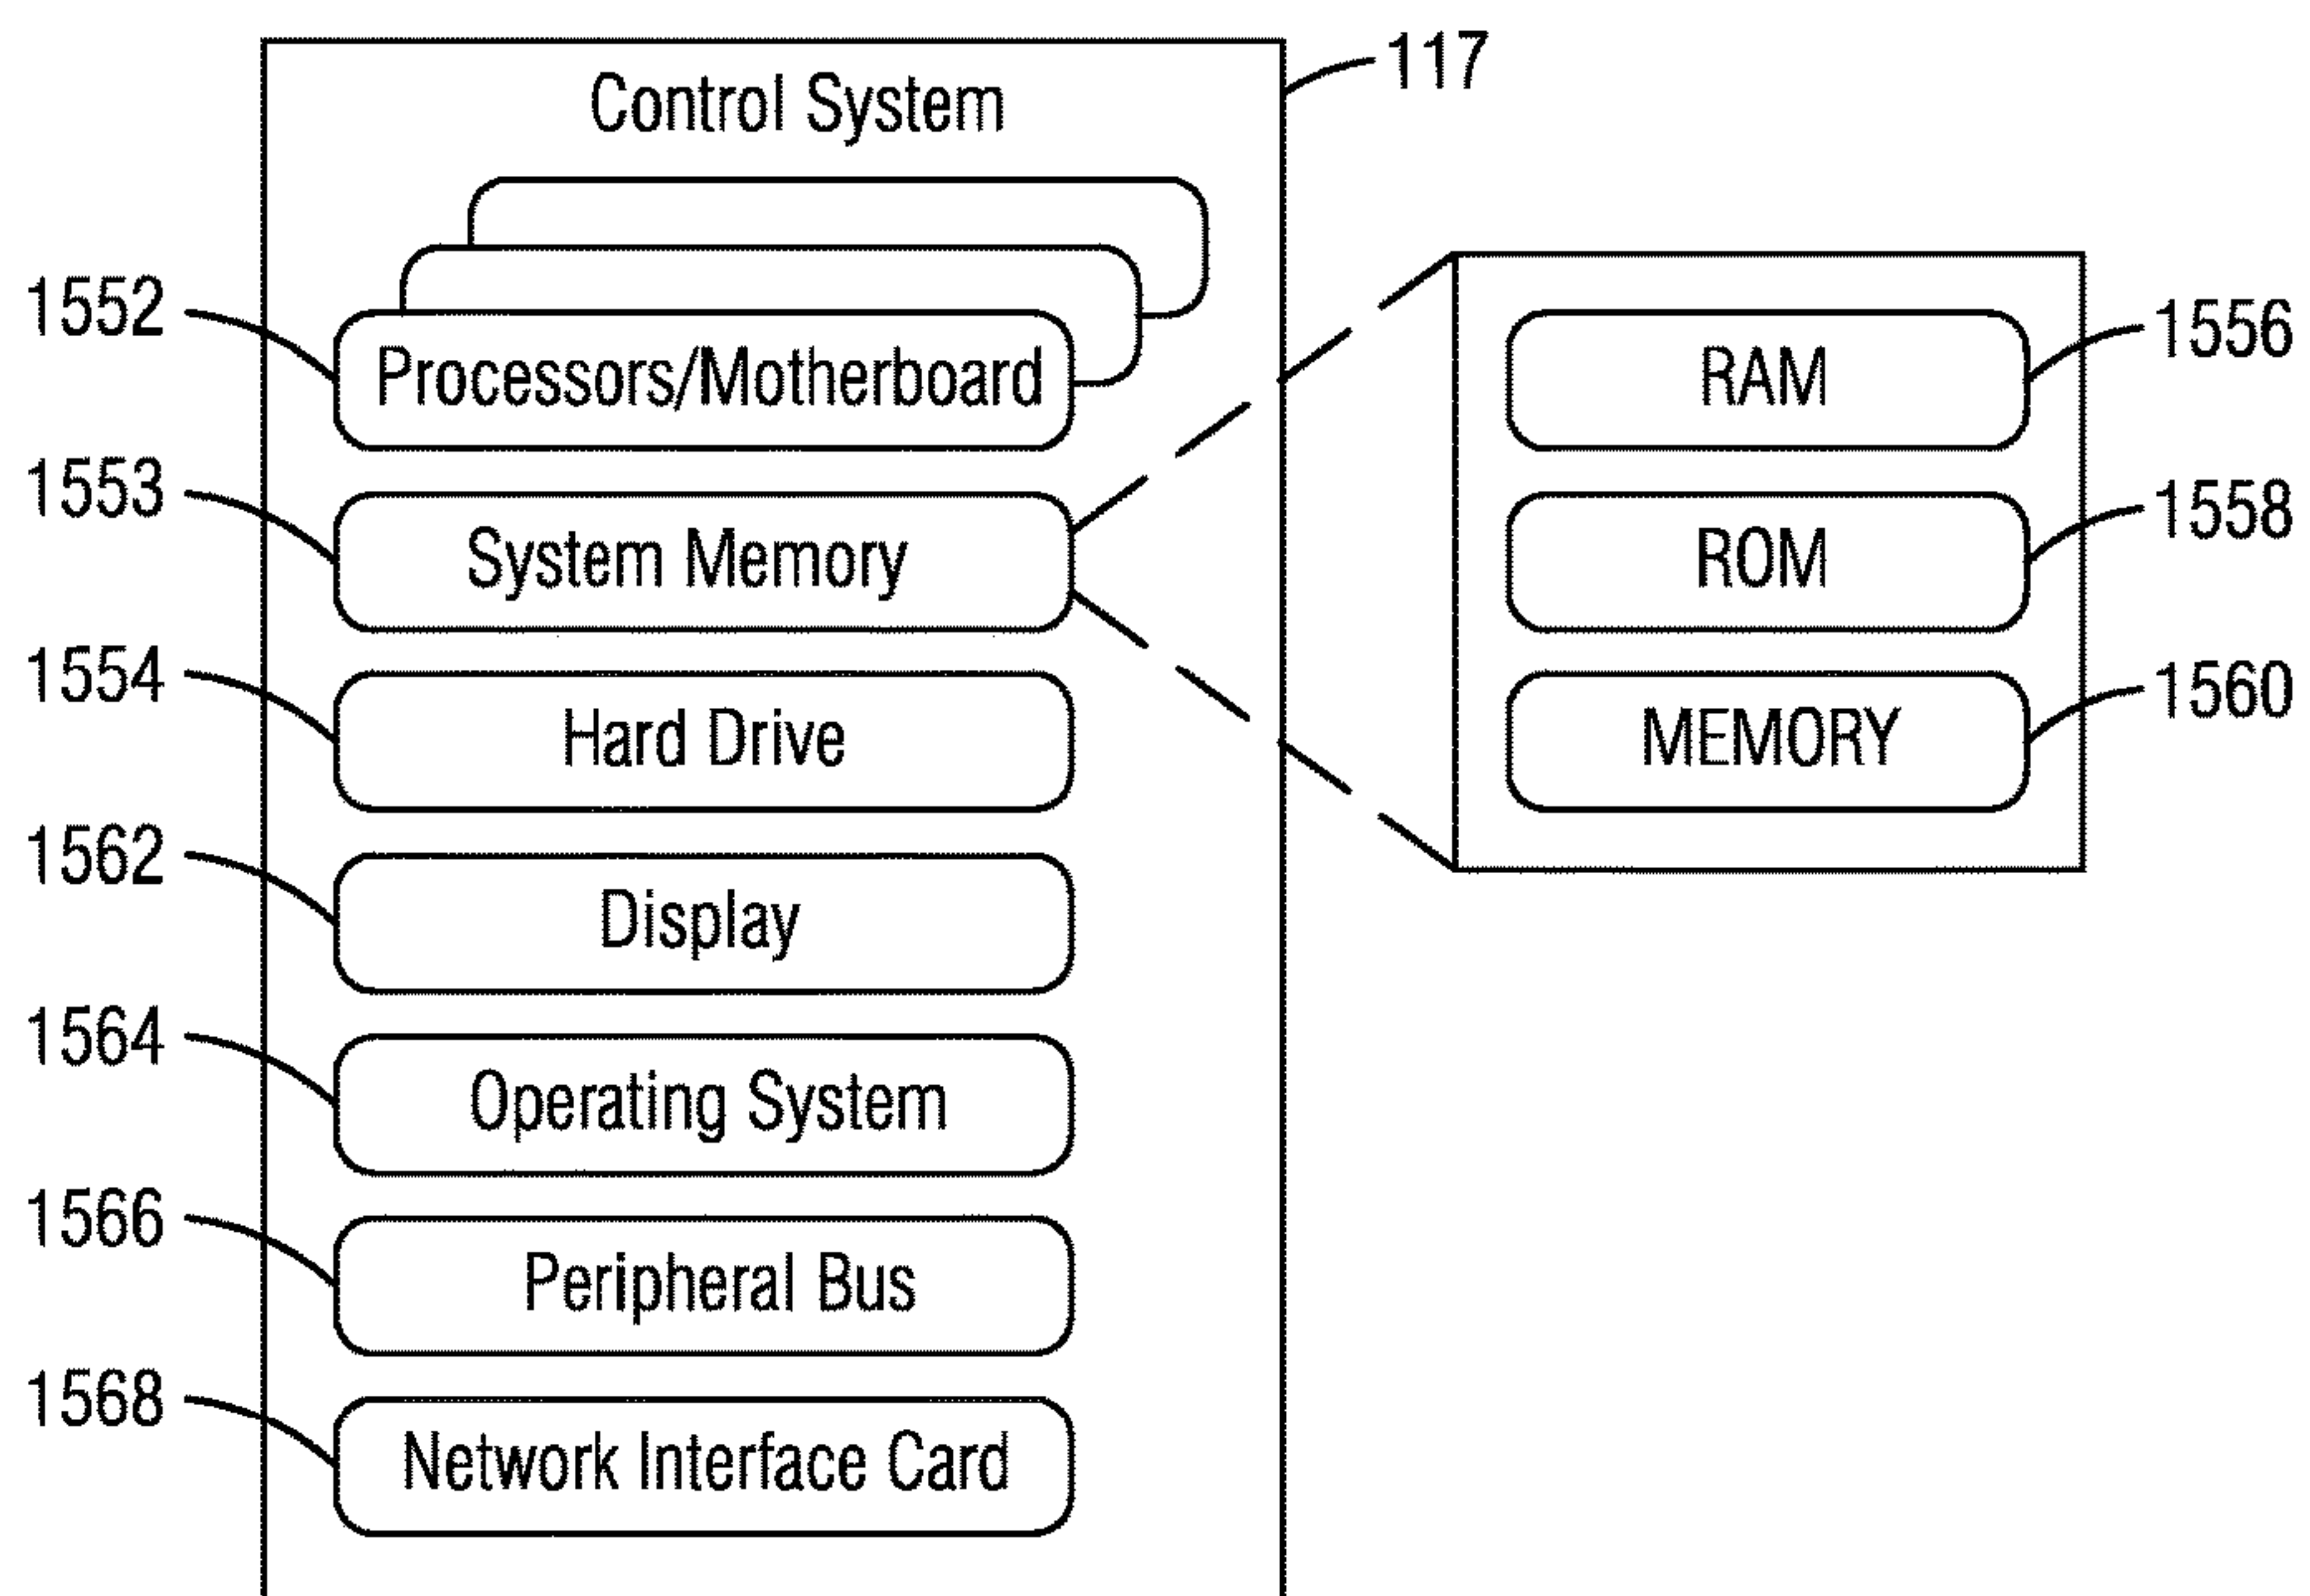 Control System
117
1552
Processors/Motherboard
1553
System Memory
1554
Hard Drive
1562
Display
1564
Operating System
1566
Peripheral Bus
1568
Network Interface Card
RAM
1556
ROM
1558
MEMORY
1560